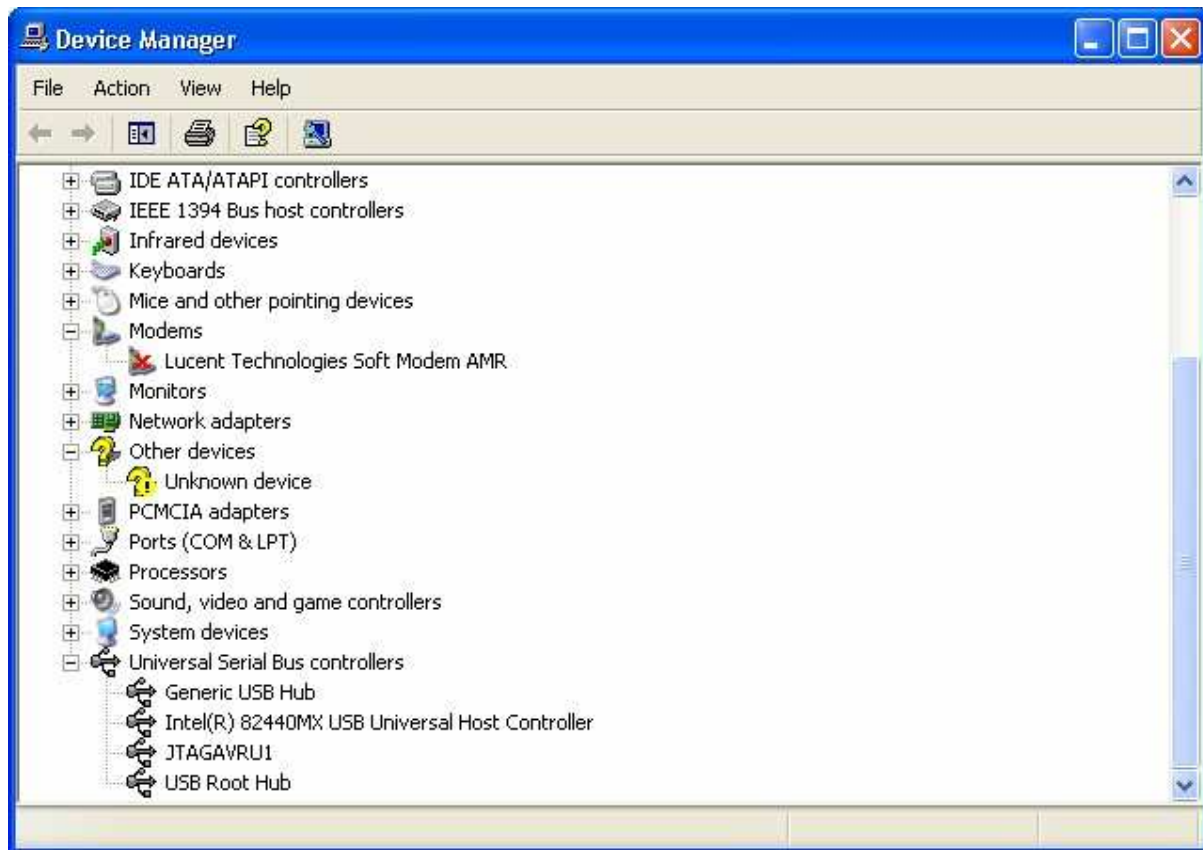 Device Manager
File Action View Help
IDE ATA/ATAPI controllers
IEEE 1394 Bus host controllers
Infrared devices
Keyboards
Mice and other pointing devices
Modems
Lucent Technologies Soft Modem AMR
Monitors
Network adapters
Other devices
Unknown device
PCMCIA adapters
Ports (COM & LPT)
Processors
Sound, video and game controllers
System devices
Universal Serial Bus controllers
Generic USB Hub
Intel(R) 82440MX USB Universal Host Controller
JTAGAVRU1
USB Root Hub